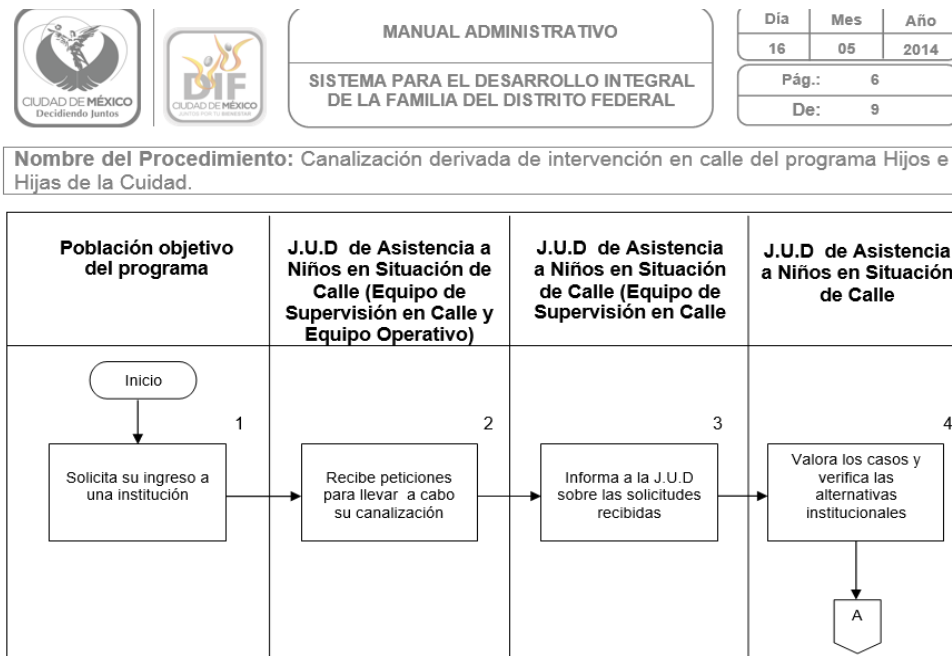 CIUDAD DE MÉXICO
Decidiendo Juntos
DIF
CIUDAD DE MÉXICO
JUNTOS POR TU BIENESTAR
MANUAL ADMINISTRATIVO
SISTEMA PARA EL DESARROLLO INTEGRAL
DE LA FAMILIA DEL DISTRITO FEDERAL
Día Mes Año
16 05 2014
Pág.: 6
De: 9
Nombre del Procedimiento: Canalización derivada de intervención en calle del programa Hijos e
Hijas de la Cuidad.
Población objetivo
del programa
J.U.D de Asistencia a
Niños en Situación de
Calle (Equipo de
Supervisión en Calle y
Equipo Operativo)
J.U.D de Asistencia
a Niños en Situación
de Calle (Equipo de
Supervisión en Calle
J.U.D de Asistencia
a Niños en Situación
de Calle
Inicio
1
Solicita su ingreso a
una institución
2
Recibe peticiones
para llevar a cabo
su canalización
3
Informa a la J.U.D
sobre las solicitudes
recibidas
4
Valora los casos y
verifica las
alternativas
institucionales
A